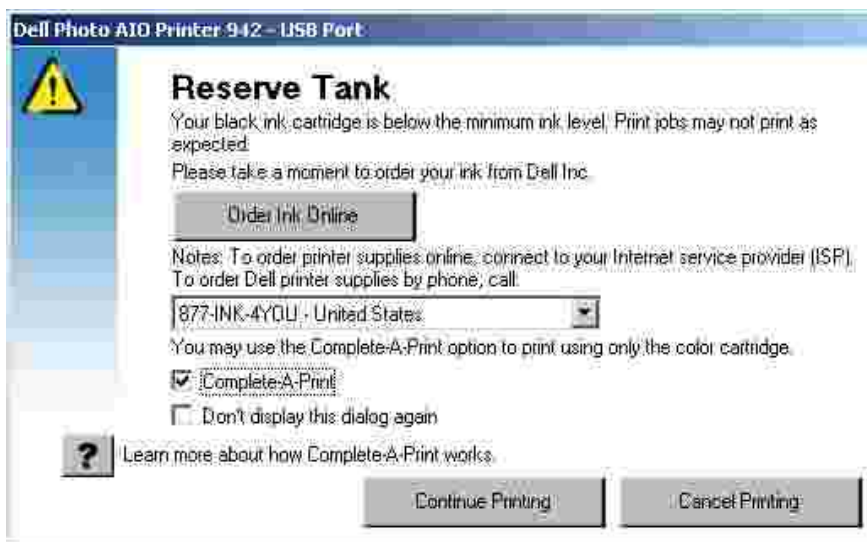 Dell Photo AIO Printer 942 - USB Port
Reserve Tank
Your black ink cartridge is below the minimum ink level. Print jobs may not print as
expected.
Please take a moment to order your ink from Dell Inc.
Order Ink Online
Notes: To order printer supplies online, connect to your Internet service provider (ISP).
To order Dell printer supplies by phone, call:
877-INK-4YOU - United States
You may use the Complete-A-Print option to print using only the color cartridge.
Complete-A-Print
Don't display this dialog again
? Learn more about how Complete-A-Print works.
Continue Printing Cancel Printing